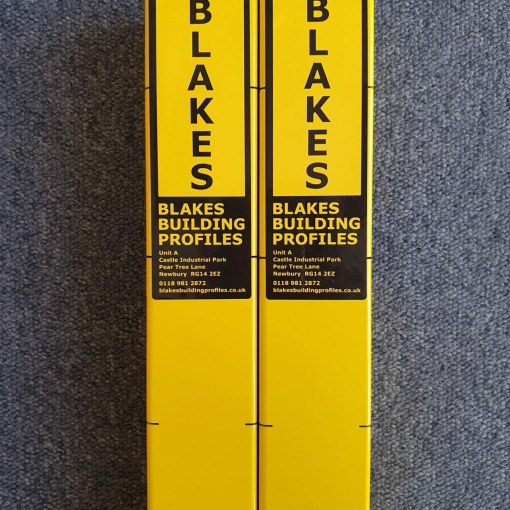 BLAKES
BLAKES
BUILDING
PROFILES
Unit A
Castle Industrial Park
Pear Tree Lane
Newbury RG14 2EZ
0118 981 2872
blakesbuildingprofiles.co.uk
BLAKES
BLAKES
BUILDING
PROFILES
Unit A
Castle Industrial Park
Pear Tree Lane
Newbury RG14 2EZ
0118 981 2872
blakesbuildingprofiles.co.uk